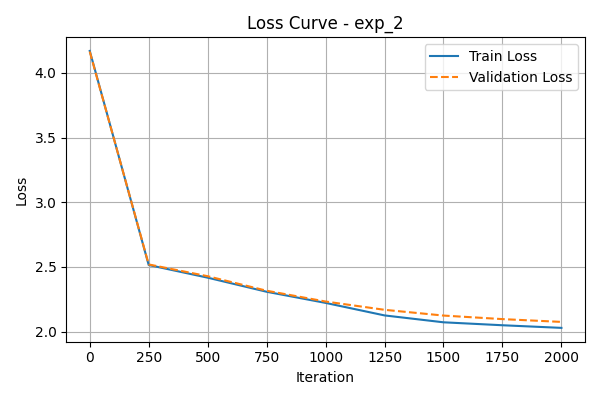 Loss Curve - exp_2
Train Loss
Validation Loss
Loss
4.0
3.5
3.0
2.5
2.0
0 250 500 750 1000 1250 1500 1750 2000
Iteration